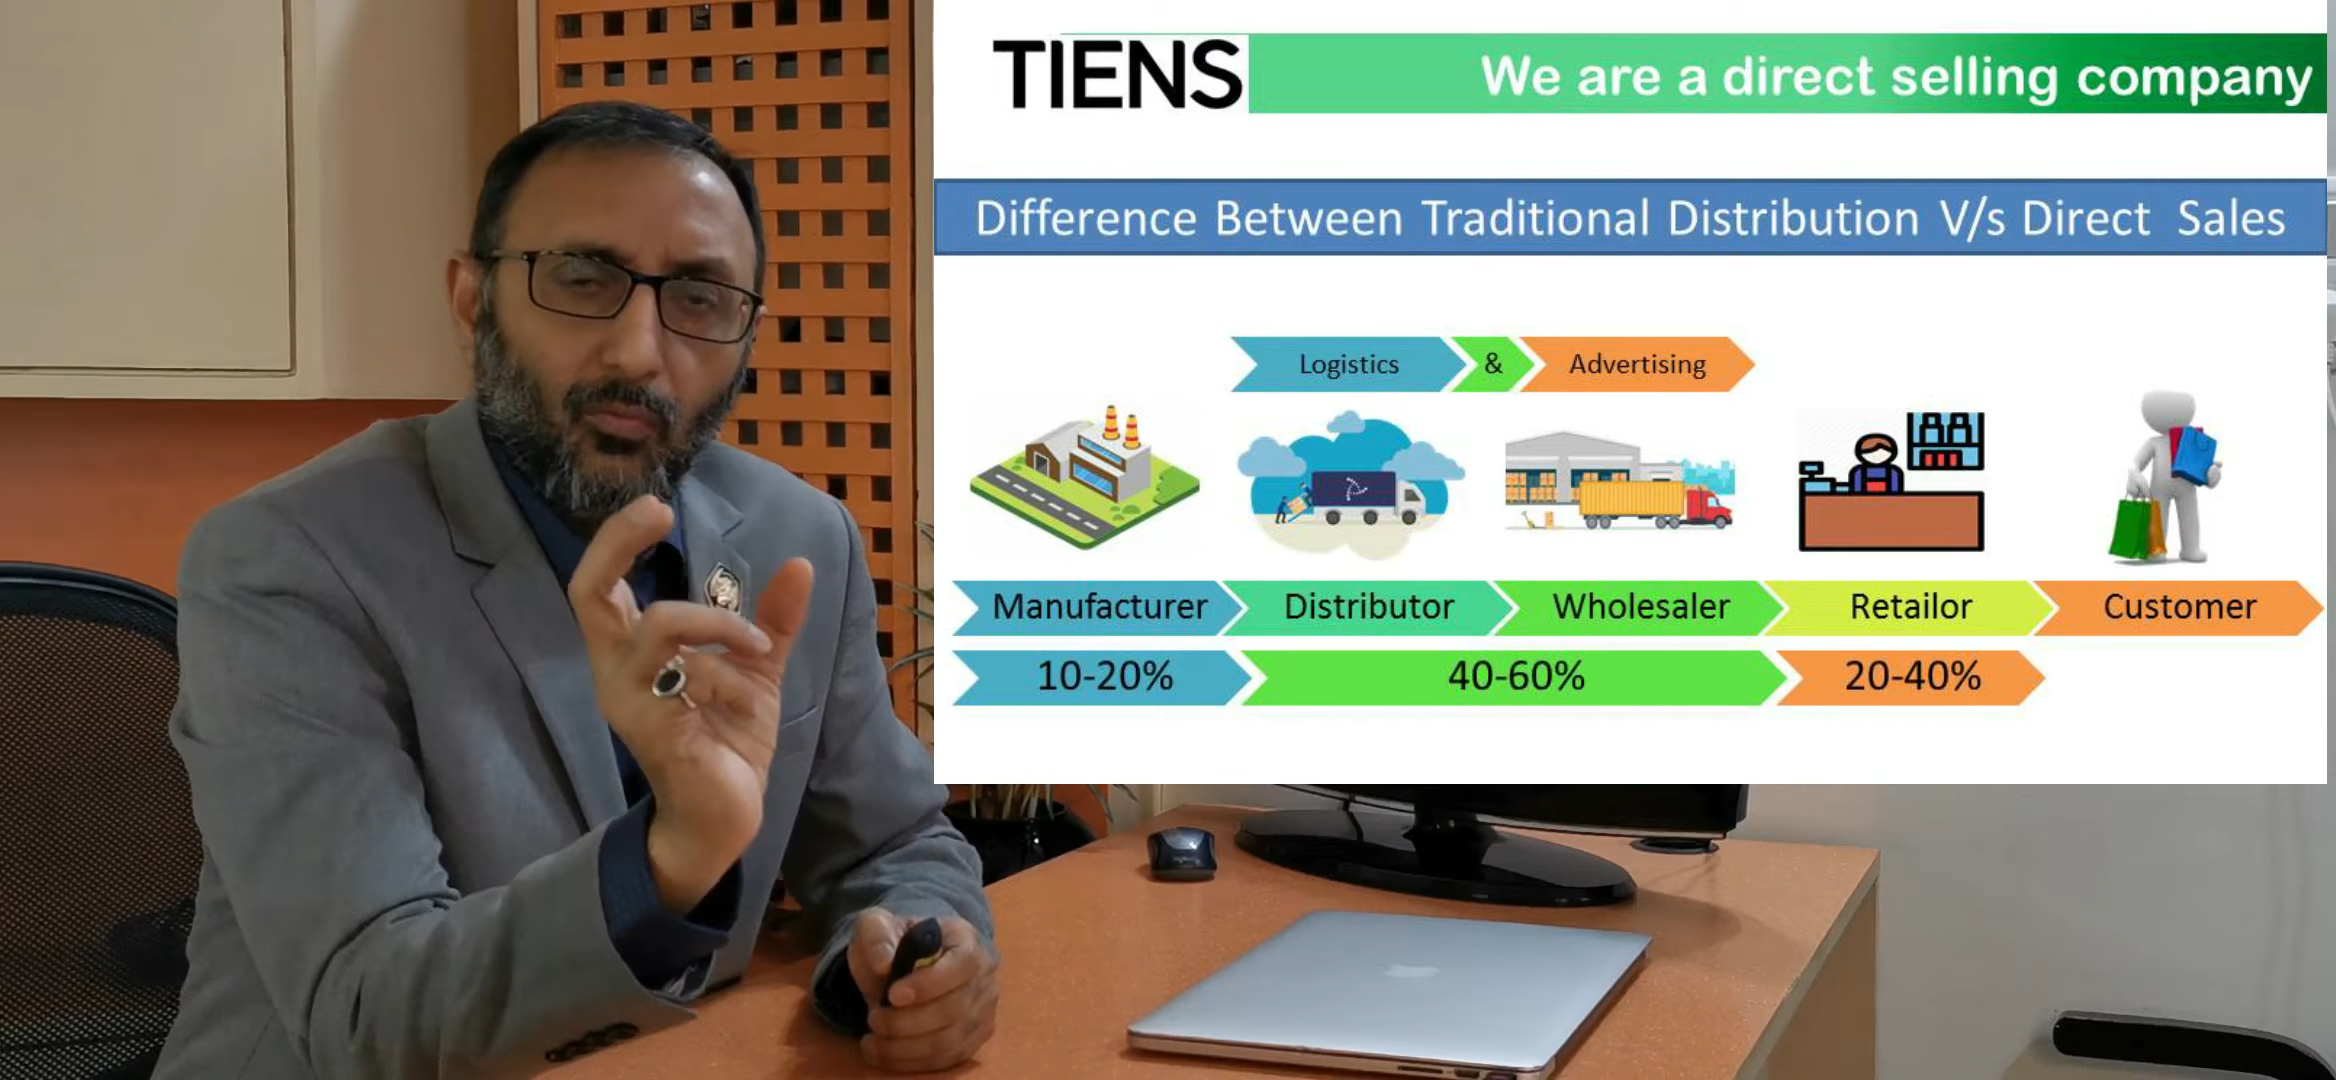 TIENS
We are a direct selling company
Difference Between Traditional Distribution V/s Direct Sales
Logistics & Advertising
Manufacturer Distributor Wholesaler Retailor Customer
10-20% 40-60% 20-40%